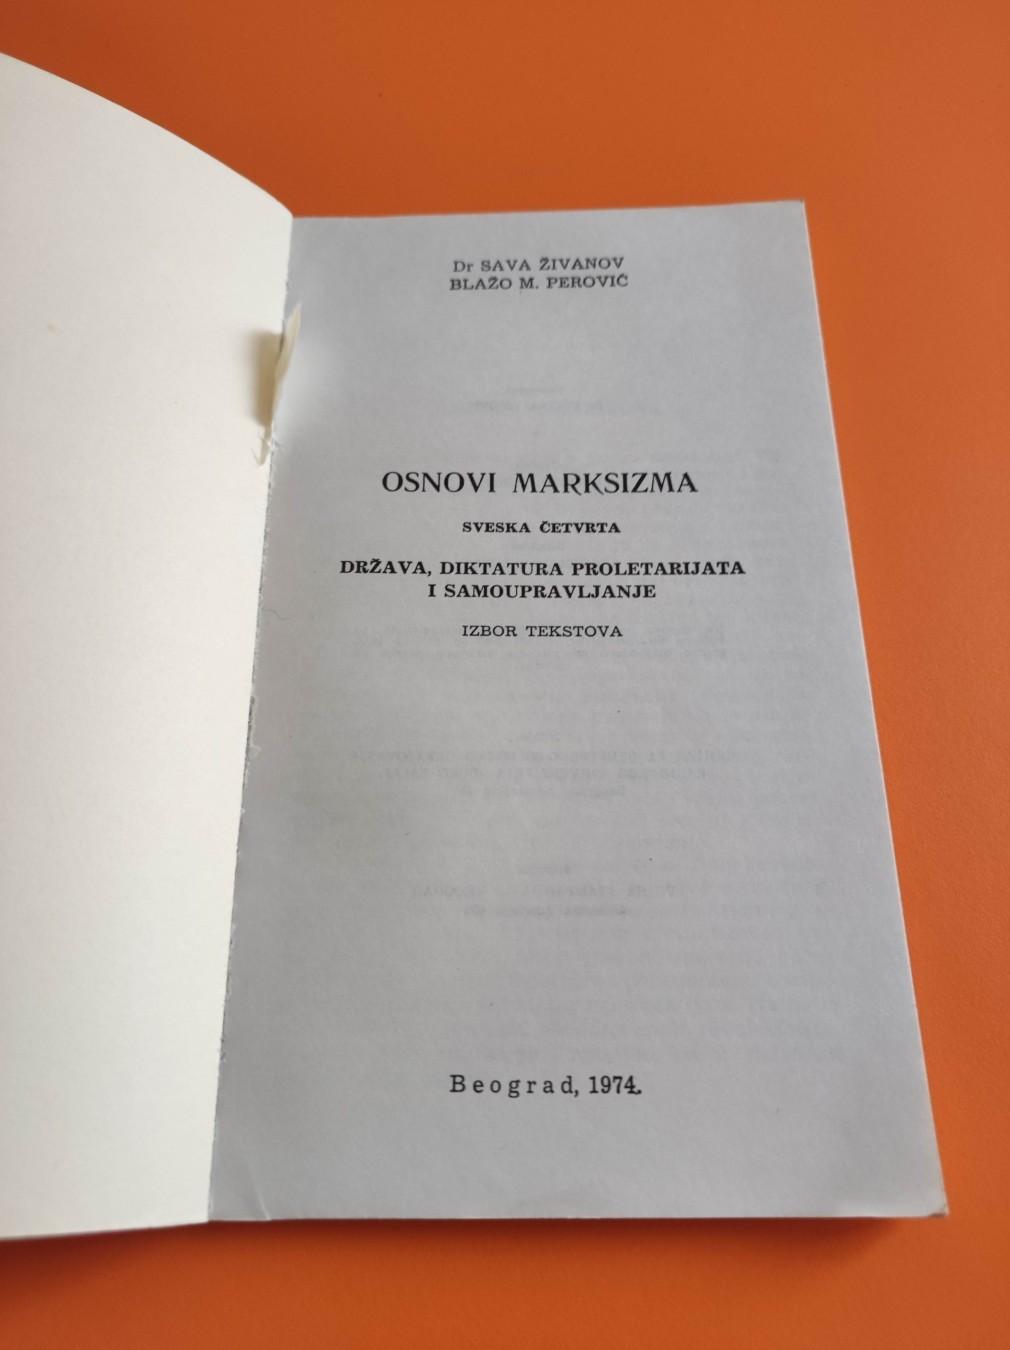 Dr SAVA ŽIVANOV
BLAŽO M. PEROVIĆ
OSNOVI MARKSIZMA
SVESKA ČETVRTA
DRŽAVA, DIKTATURA PROLETARIJATA
I SAMOUPRAVLJANJE
IZBOR TEKSTOVA
Beograd, 1974.